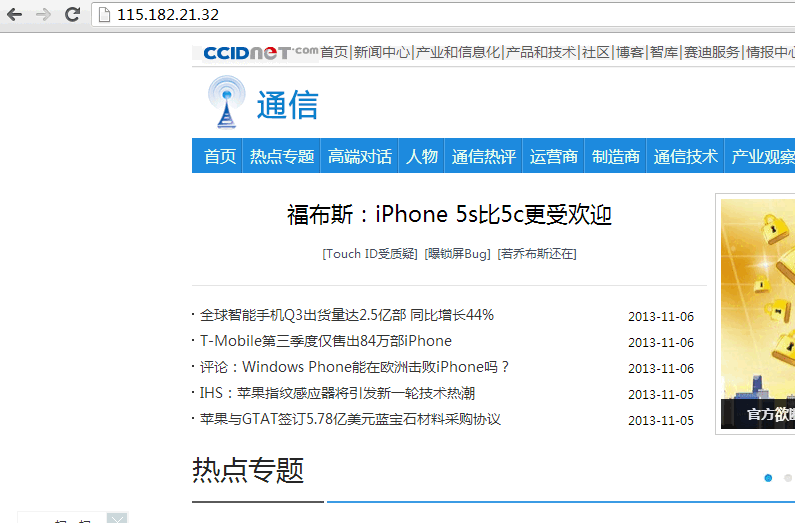 115.182.21.32
CCIDNET.com 首页|新闻中心|产业和信息化|产品和技术|社区|博客|智库|赛迪服务|情报中心
通信
首页 热点专题 高端对话 人物 通信热评 运营商 制造商 通信技术 产业观察
福布斯：iPhone 5s比5c更受欢迎
[Touch ID受质疑] [曝锁屏Bug] [若乔布斯还在]
· 全球智能手机Q3出货量达2.5亿部 同比增长44% 2013-11-06
· T-Mobile第三季度仅售出84万部iPhone 2013-11-06
· 评论：Windows Phone能在欧洲击败iPhone吗？ 2013-11-06
· IHS：苹果指纹感应器将引发新一轮技术热潮 2013-11-05
· 苹果与GTAT签订5.78亿美元蓝宝石材料采购协议 2013-11-05
官方欲断
热点专题